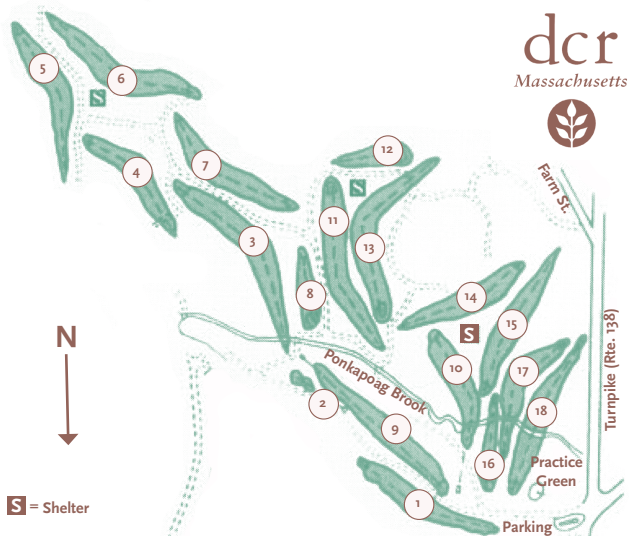 dcr
Massachusetts
5
6
S
12
4
7
S
Farm St.
11
3
13
8
14
15
N
S
Turnpike (Rte. 138)
Ponkapoag Brook
10
17
2
18
9
16
Practice
Green
1
S = Shelter
Parking